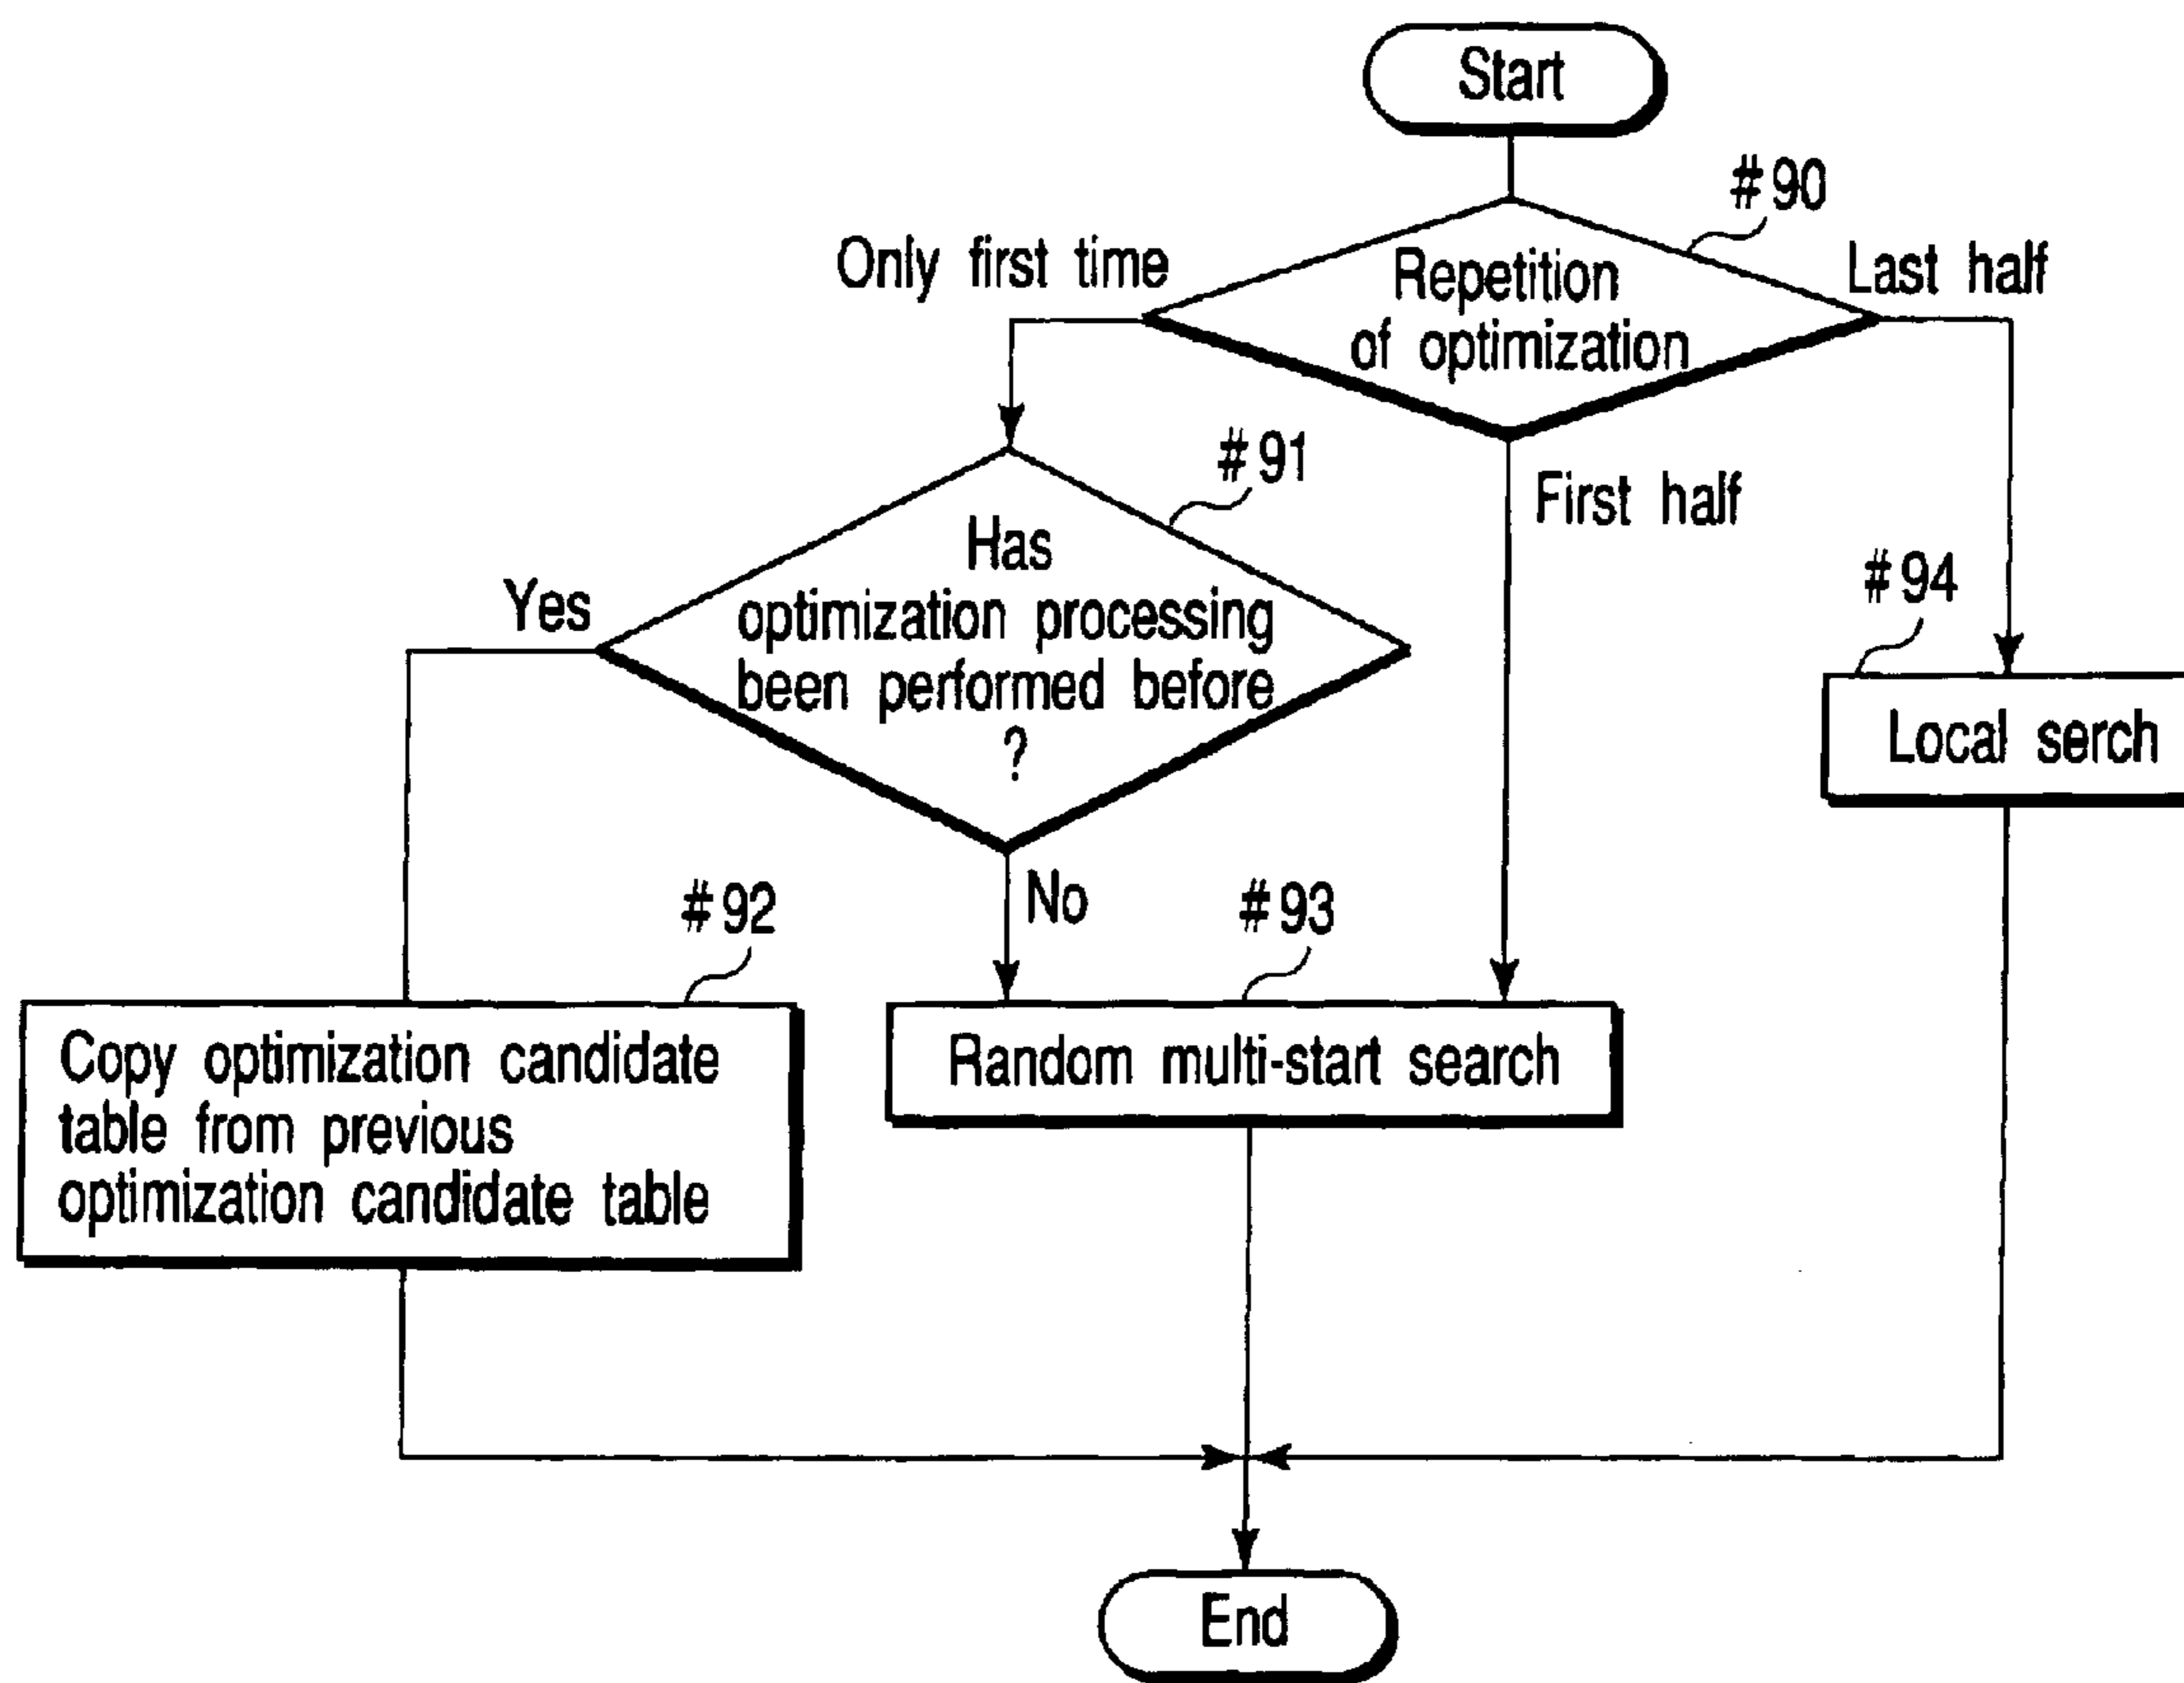 Start
#90
Only first time
Repetition
of optimization
Last half
#91
First half
Has
optimization processing
been performed before
?
Yes
#94
Local serch
No
#92
#93
Copy optimization candidate
table from previous
optimization candidate table
Random multi-start search
End